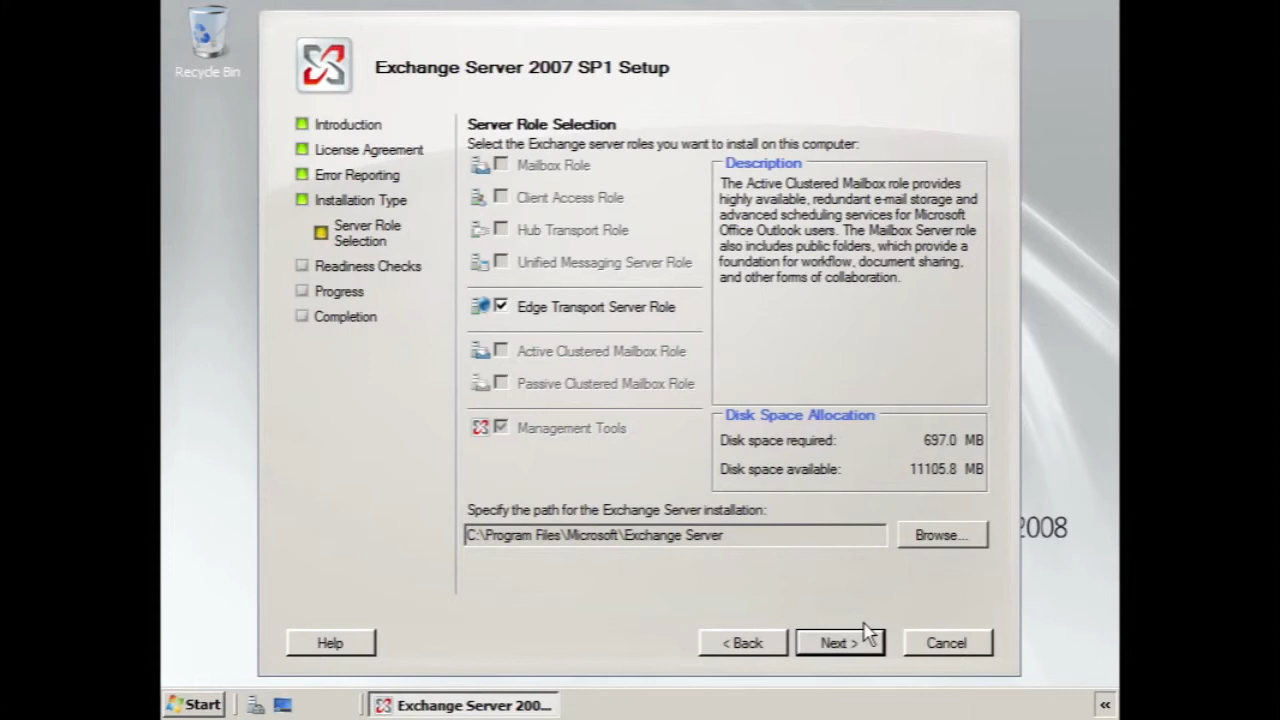 Recycle Bin
Exchange Server 2007 SP1 Setup
Introduction
License Agreement
Error Reporting
Installation Type
Server Role
Selection
Readiness Checks
Progress
Completion
Server Role Selection
Select the Exchange server roles you want to install on this computer:
Mailbox Role
Client Access Role
Hub Transport Role
Unified Messaging Server Role
Edge Transport Server Role
Active Clustered Mailbox Role
Passive Clustered Mailbox Role
Management Tools
Description
The Active Clustered Mailbox role provides
highly available, redundant e-mail storage and
advanced scheduling services for Microsoft
Office Outlook users. The Mailbox Server role
also includes public folders, which provide a
foundation for workflow, document sharing,
and other forms of collaboration.
Disk Space Allocation
Disk space required: 697.0 MB
Disk space available: 11105.8 MB
Specify the path for the Exchange Server installation:
C:\Program Files\Microsoft\Exchange Server
Browse...
2008
Help
< Back
Next >
Cancel
Start
Exchange Server 200...
«